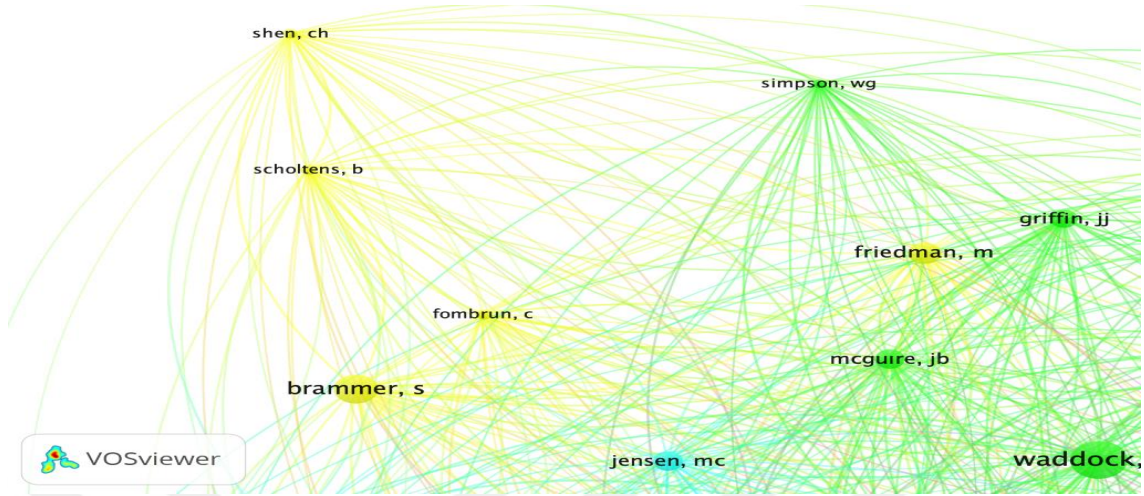 shen, ch
simpson, wg
scholtens, b
griffin, jj
friedman, m
fombrun, c
mcguire, jb
brammer, s
jensen, mc
waddock,
VOSviewer